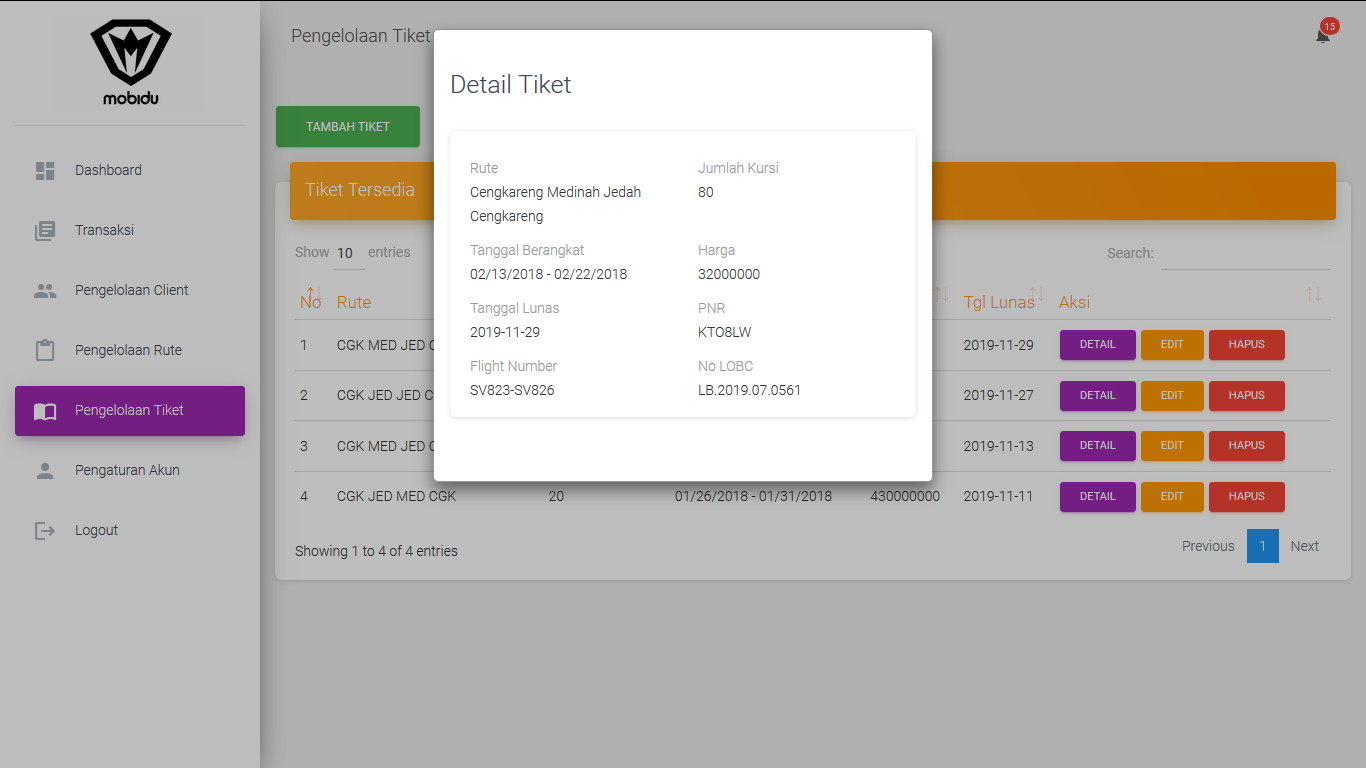 mobidu
Dashboard
Transaksi
Pengelolaan Client
Pengelolaan Rute
Pengelolaan Tiket
Pengaturan Akun
Logout
Pengelolaan Tiket
15
TAMBAH TIKET
Tiket Tersedia
Show 10 entries
Search:
No Rute Tgl Lunas Aksi
1 CGK MED JED 2019-11-29 DETAIL EDIT HAPUS
2 CGK JED JED 2019-11-27 DETAIL EDIT HAPUS
3 CGK MED JED 2019-11-13 DETAIL EDIT HAPUS
4 CGK JED MED CGK 20 01/26/2018 - 01/31/2018 430000000 2019-11-11 DETAIL EDIT HAPUS
Showing 1 to 4 of 4 entries
Previous 1 Next
Detail Tiket
Rute
Cengkareng Medinah Jedah
Cengkareng
Jumlah Kursi
80
Tanggal Berangkat
02/13/2018 - 02/22/2018
Harga
32000000
Tanggal Lunas
2019-11-29
PNR
KTO8LW
Flight Number
SV823-SV826
No LOBC
LB.2019.07.0561